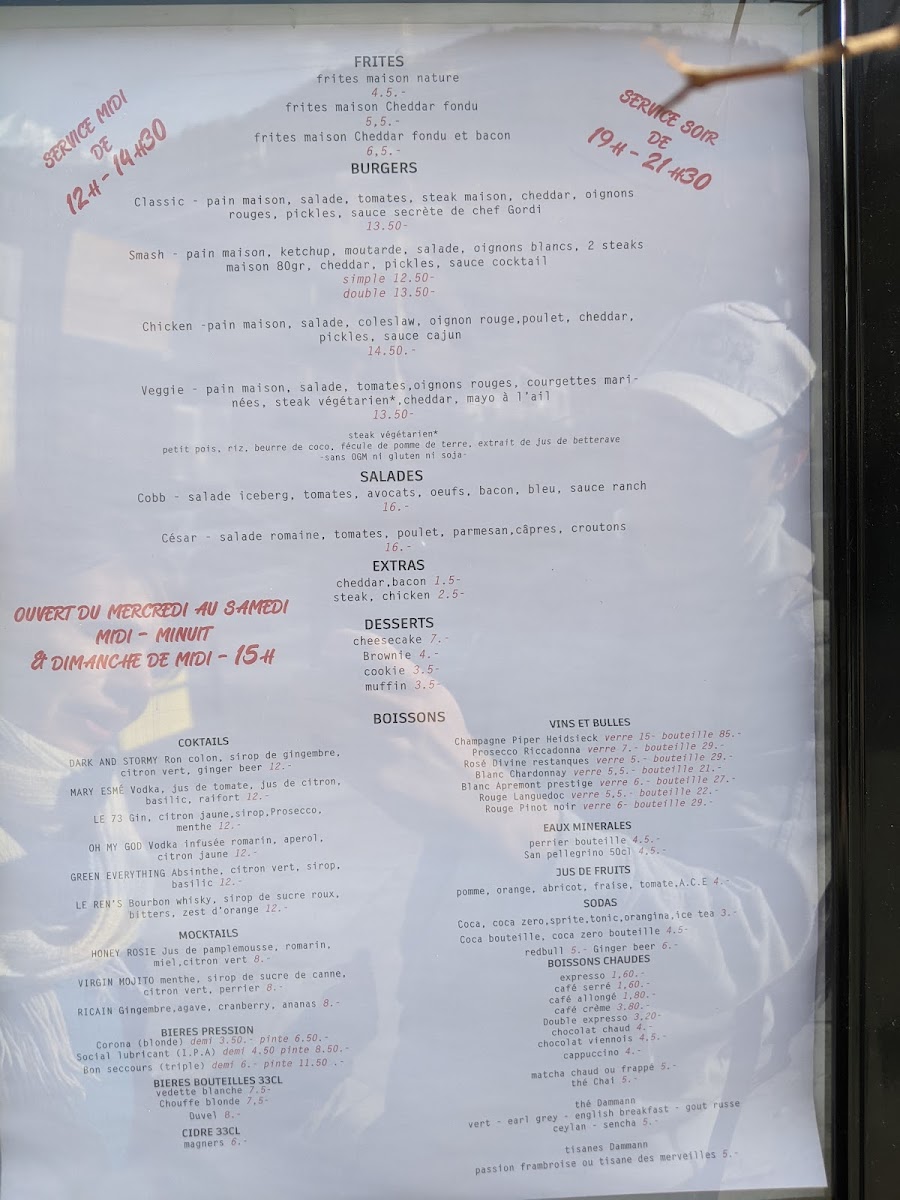 FRITES
frites maison nature
4.5.-
frites maison Cheddar fondu
5,5.-
frites maison Cheddar fondu et bacon
6,5.-
SERVICE MIDI
DE
12H - 14H30
SERVICE SOIR
DE
19H - 21H30
BURGERS
Classic - pain maison, salade, tomates, steak maison, cheddar, oignons
rouges, pickles, sauce secrète de chef Gordi
13.50-
Smash - pain maison, ketchup, moutarde, salade, oignons blancs, 2 steaks
maison 80gr, cheddar, pickles, sauce cocktail
simple 12.50-
double 13.50-
Chicken -pain maison, salade, coleslaw, oignon rouge,poulet, cheddar,
pickles, sauce cajun
14.50.-
Veggie - pain maison, salade, tomates,oignons rouges, courgettes mari-
nées, steak végétarien*,cheddar, mayo à l'ail
13.50-
steak végétarien*
petit pois, riz, beurre de coco, fécule de pomme de terre, extrait de jus de betterave
-sans OGM ni gluten ni soja-
SALADES
Cobb - salade iceberg, tomates, avocats, oeufs, bacon, bleu, sauce ranch
16.-
César - salade romaine, tomates, poulet, parmesan,câpres, croutons
16.-
EXTRAS
cheddar,bacon 1.5-
steak, chicken 2.5-
OUVERT DU MERCREDI AU SAMEDI
MIDI - MINUIT
& DIMANCHE DE MIDI - 15H
DESSERTS
cheesecake 7.-
Brownie 4.-
cookie 3.5-
muffin 3.5-
BOISSONS
COKTAILS
DARK AND STORMY Ron colon, sirop de gingembre,
citron vert, ginger beer 12.-
MARY ESMÉ Vodka, jus de tomate, jus de citron,
basilic, raifort 12.-
LE 73 Gin, citron jaune,sirop,Prosecco,
menthe 12.-
OH MY GOD Vodka infusée romarin, aperol,
citron jaune 12.-
GREEN EVERYTHING Absinthe, citron vert, sirop,
basilic 12.-
LE REN'S Bourbon whisky, sirop de sucre roux,
bitters, zest d'orange 12.-
MOCKTAILS
HONEY ROSIE Jus de pamplemousse, romarin,
miel,citron vert 8.-
VIRGIN MOJITO menthe, sirop de sucre de canne,
citron vert, perrier 8.-
RICAIN Gingembre,agave, cranberry, ananas 8.-
BIERES PRESSION
Corona (blonde) demi 3.50.- pinte 6.50.-
Social lubricant (I.P.A) demi 4.50 pinte 8.50.-
Bon seccours (triple) demi 6.- pinte 11.50 .-
BIERES BOUTEILLES 33CL
vedette blanche 7.5-
Chouffe blonde 7,5-
Duvel 8.-
CIDRE 33CL
magners 6.-
VINS ET BULLES
Champagne Piper Heidsieck verre 15- bouteille 85.-
Prosecco Riccadonna verre 7.- bouteille 29.-
Rosé Divine restanques verre 5.- bouteille 29.-
Blanc Chardonnay verre 5,5.- bouteille 21.-
Blanc Apremont prestige verre 6.- bouteille 27.-
Rouge Languedoc verre 5,5.- bouteille 22.-
Rouge Pinot noir verre 6- bouteille 29.-
EAUX MINERALES
perrier bouteille 4.5.-
San pellegrino 50cl 4.5.-
JUS DE FRUITS
pomme, orange, abricot, fraise, tomate,A.C.E 4.-
SODAS
Coca, coca zero,sprite,tonic,orangina,ice tea 3.-
Coca bouteille, coca zero bouteille 4.5-
redbull 5.- Ginger beer 6.-
BOISSONS CHAUDES
expresso 1,60.-
café serré 1,60.-
café allongé 1,80.-
café crème 3.80.-
Double expresso 3,20-
chocolat chaud 4.-
chocolat viennois 4,5.-
cappuccino 4.-
matcha chaud ou frappe 5.-
thé Chai 5.-
thé Dammann
vert - earl grey - english breakfast - gout russe
ceylan - sencha 5.-
tisanes Dammann
passion framboise ou tisane des merveilles 5.-